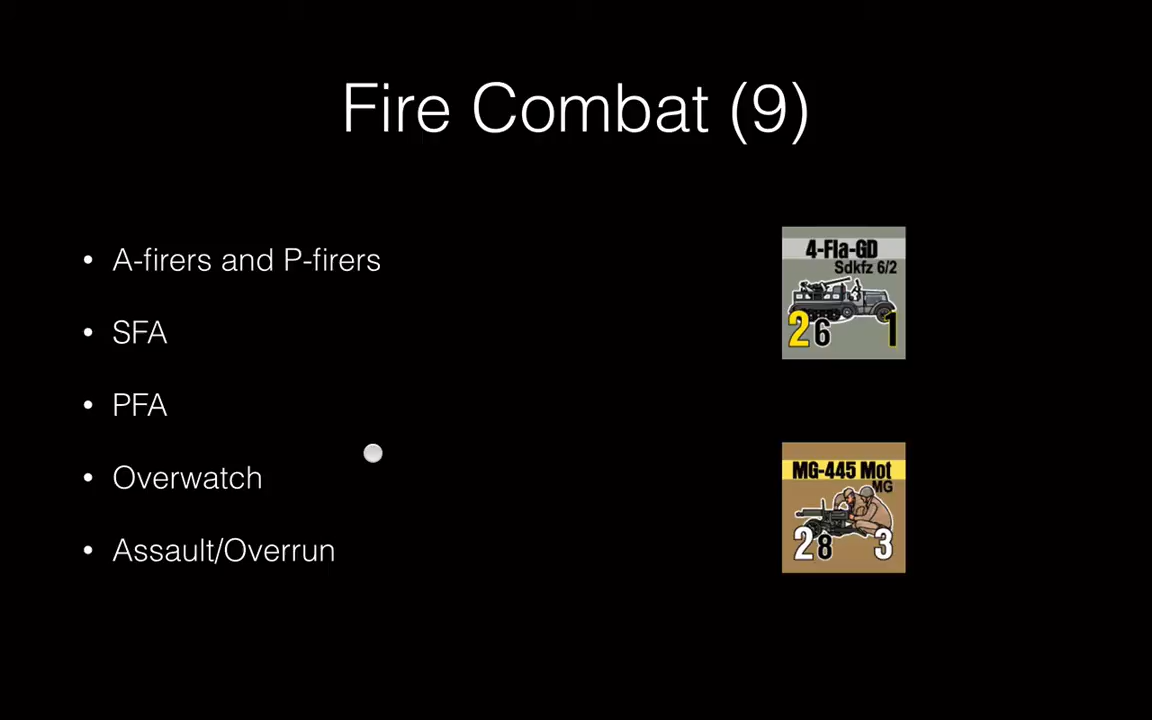 Fire Combat (9)
• A-firers and P-firers
• SFA
• PFA
• Overwatch
• Assault/Overrun
4-Fla-GD
Sdkfz 6/2
2 6 1
MG-445 Mot
MG
2 8 3